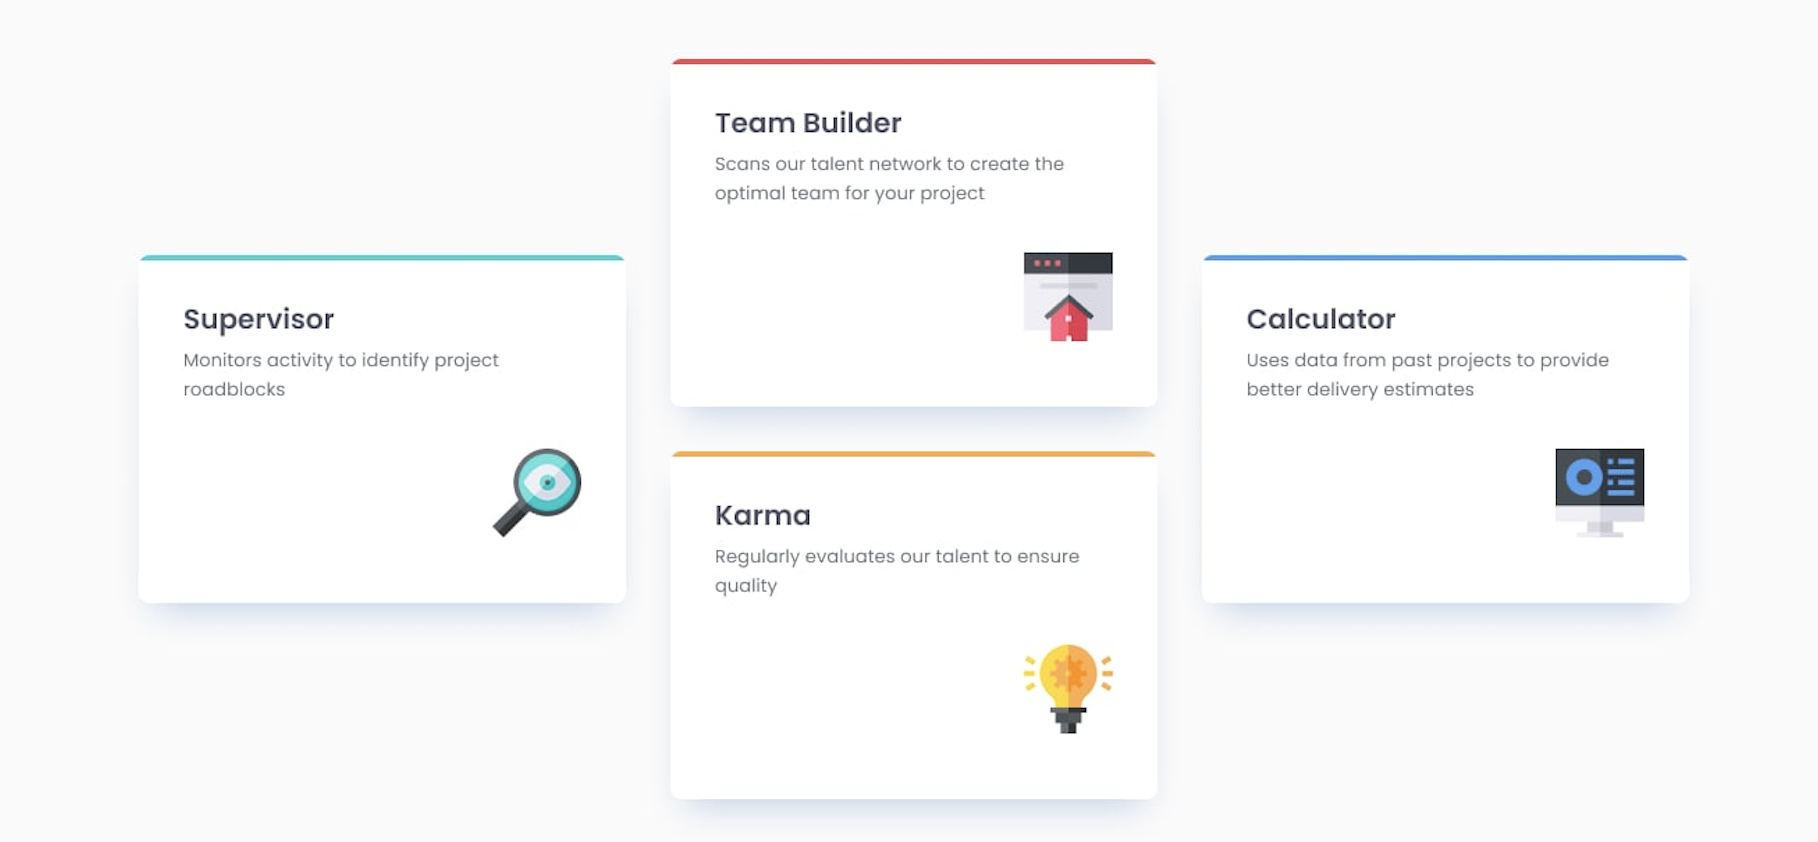 Team Builder
Scans our talent network to create the
optimal team for your project
Supervisor
Monitors activity to identify project
roadblocks
Calculator
Uses data from past projects to provide
better delivery estimates
Karma
Regularly evaluates our talent to ensure
quality